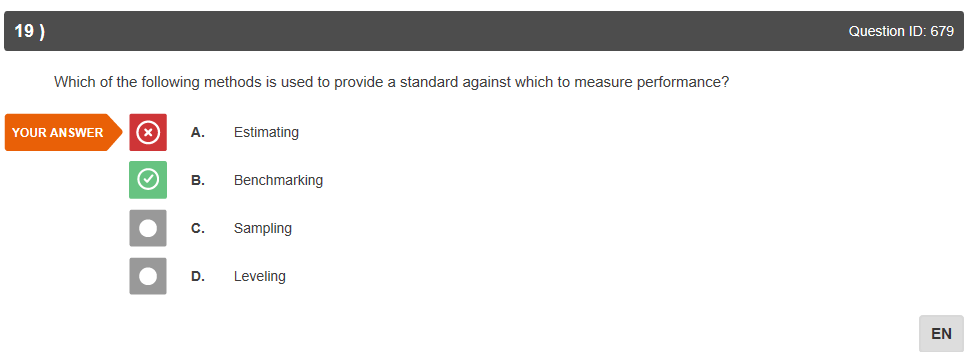 19 )
Question ID: 679
Which of the following methods is used to provide a standard against which to measure performance?
YOUR ANSWER
A. Estimating
B. Benchmarking
C. Sampling
D. Leveling
EN